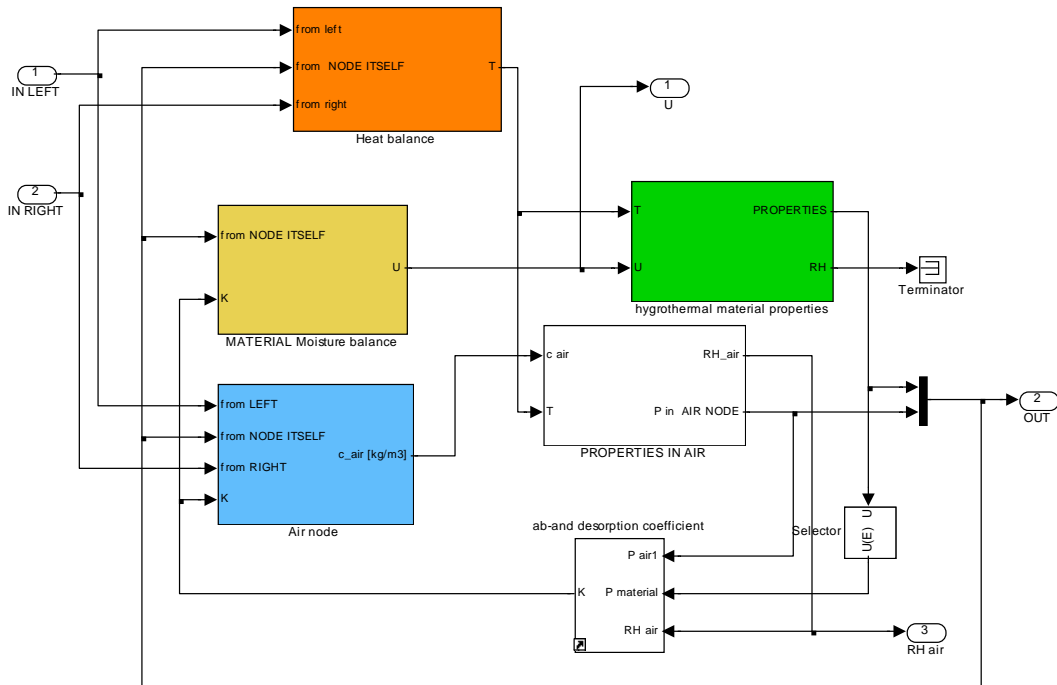 1
IN LEFT
2
IN RIGHT
from left
from NODE ITSELF
from right
T
Heat balance
1
U
from NODE ITSELF
K
U
MATERIAL Moisture balance
T
U
PROPERTIES
RH
hygrothermal material properties
Terminator
from LEFT
from NODE ITSELF
from RIGHT
K
c_air [kg/m3]
Air node
c air
T
RH_air
P in AIR NODE
PROPERTIES IN AIR
2
OUT
Selector
U
U(E)
ab-and desorption coefficient
K
P air1
P material
RH air
3
RH air